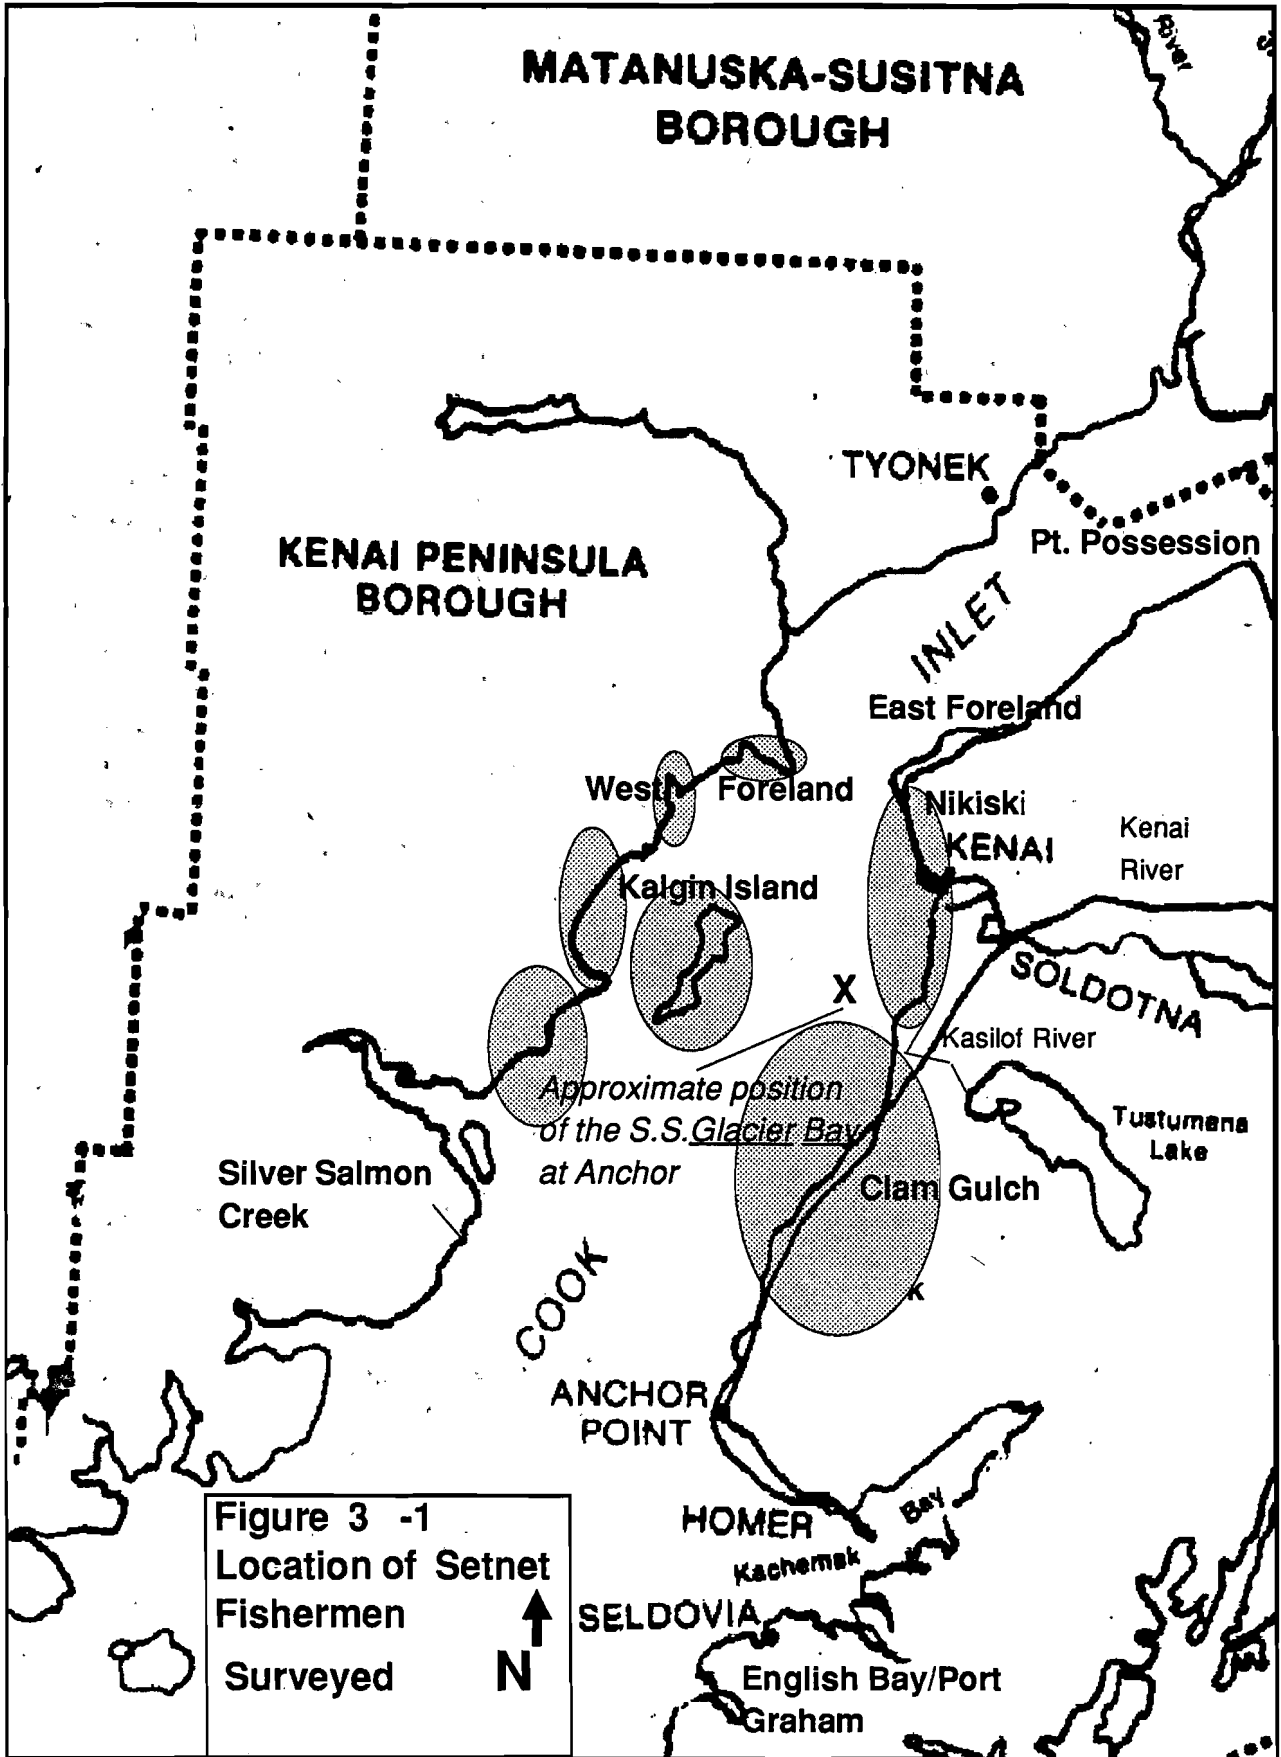 River
MATANUSKA-SUSITNA
BOROUGH
TYONEK
Pt. Possession
KENAI PENINSULA
BOROUGH
INLET
East Foreland
West Foreland
Nikiski
KENAI
Kenai
River
Kalgin Island
SOLDOTNA
X
Kasilof River
Approximate position
of the S.S. Glacier Bay
at Anchor
Tustumena
Lake
Silver Salmon
Creek
Clam Gulch
COOK
K
ANCHOR
POINT
HOMER
Kachemak Bay
SELDOVIA
English Bay/Port
Graham
Figure 3 -1
Location of Setnet
Fishermen
Surveyed
N